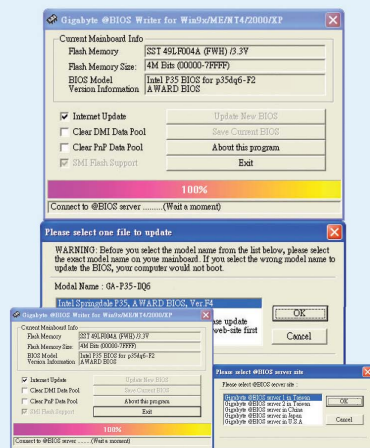 Gigabyte @BIOS Writer for Win9x/ME/NT4/2000/XP
Current Mainboard Info
Flash Memory SST 49LF004A (FWH) /3.3V
Flash Memory Size: 4M Bits (00000-7FFFF)
BIOS Model Intel P35 BIOS for p35dq6-F2
Version Information AWARD BIOS
Internet Update Update New BIOS
Clear DMI Data Pool Save Current BIOS
Clear PnP Data Pool About this program
SMI Flash Support Exit
100%
Connect to @BIOS server ..........(Wait a moment)
Please select one file to update
WARNING: Before you select the model name from the list below, please select
the exact model name on youe mainboard. If you select the wrong model name to
update the BIOS, your computer would not boot.
Modal Name : GA-P35-DQ6
Intel Springdale P35, AWARD BIOS, Ver.F4
OK
ase update
web-site first
Cancel
Gigabyte @BIOS Writer for Win9x/ME/NT4/2000/XP
Current Mainboard Info
Flash Memory SST 49LF004A (FWH) /3.3V
Flash Memory Size: 4M Bits (00000-7FFFF)
BIOS Model Intel P35 BIOS for p35dq6-F2
Version Information AWARD BIOS
Internet Update Update New BIOS
Clear DMI Data Pool Save Current BIOS
Clear PnP Data Pool About this program
SMI Flash Support Exit
100%
Connect to @BIOS server ..........(Wait a moment)
Please select @BIOS server site
Please select @BIOS server site :
Gigabyte @BIOS server 1 in Taiwan
Gigabyte @BIOS server 2 in Taiwan
Gigabyte @BIOS server in China
Gigabyte @BIOS server in Japan
Gigabyte @BIOS server in U.S.A
OK
Cancel